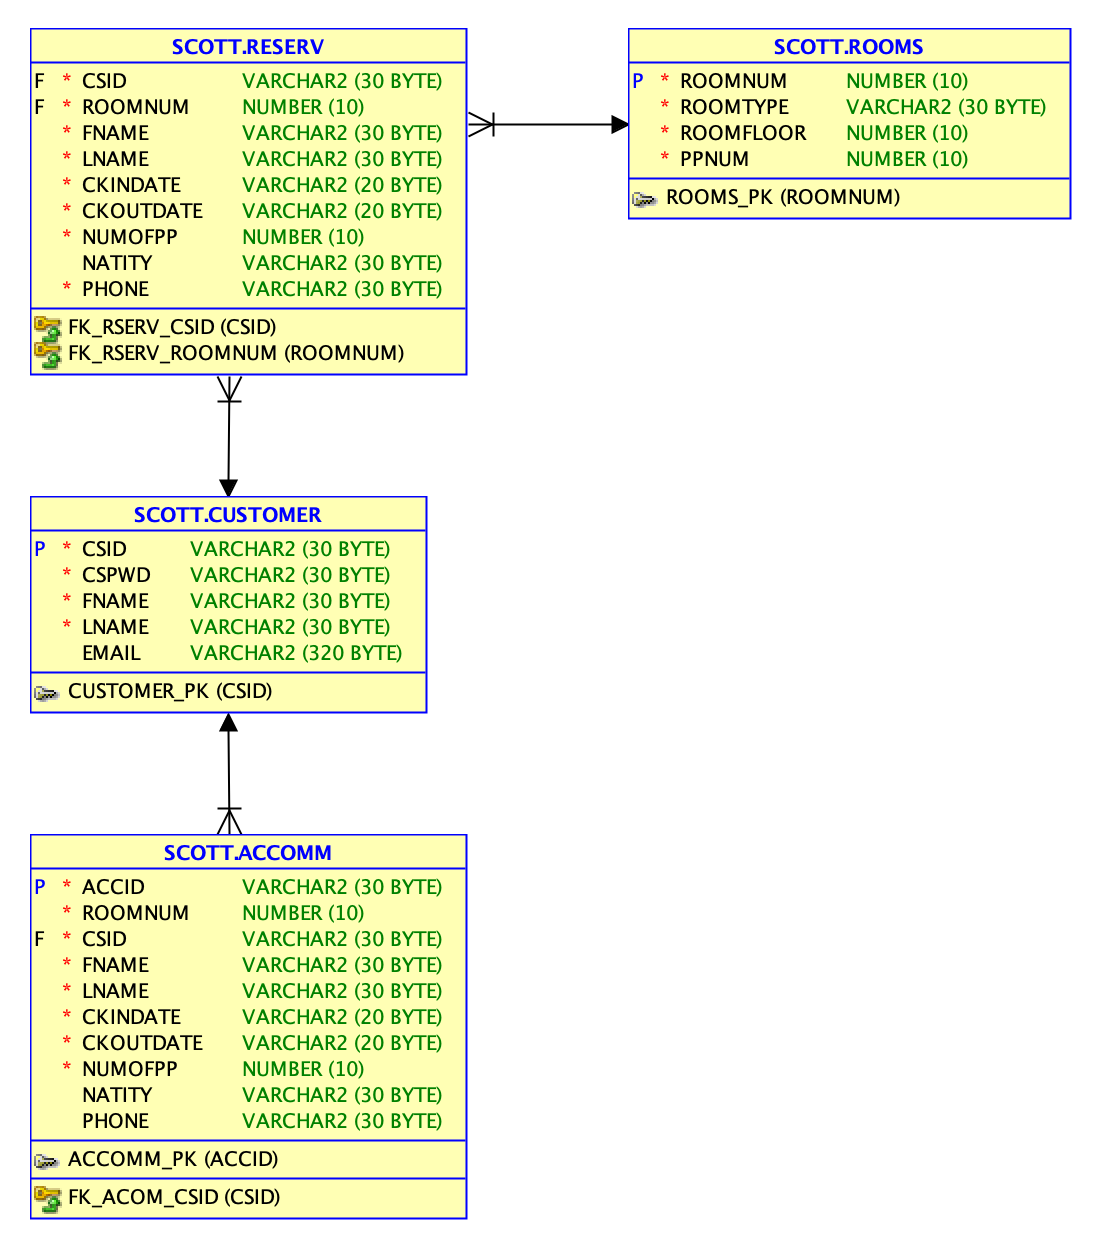 SCOTT.RESERV
F * CSID VARCHAR2 (30 BYTE)
F * ROOMNUM NUMBER (10)
* FNAME VARCHAR2 (30 BYTE)
* LNAME VARCHAR2 (30 BYTE)
* CKINDATE VARCHAR2 (20 BYTE)
* CKOUTDATE VARCHAR2 (20 BYTE)
* NUMOFPP NUMBER (10)
NATITY VARCHAR2 (30 BYTE)
* PHONE VARCHAR2 (30 BYTE)
FK_RSERV_CSID (CSID)
FK_RSERV_ROOMNUM (ROOMNUM)
SCOTT.ROOMS
P * ROOMNUM NUMBER (10)
* ROOMTYPE VARCHAR2 (30 BYTE)
* ROOMFLOOR NUMBER (10)
* PPNUM NUMBER (10)
ROOMS_PK (ROOMNUM)
SCOTT.CUSTOMER
P * CSID VARCHAR2 (30 BYTE)
* CSPWD VARCHAR2 (30 BYTE)
* FNAME VARCHAR2 (30 BYTE)
* LNAME VARCHAR2 (30 BYTE)
EMAIL VARCHAR2 (320 BYTE)
CUSTOMER_PK (CSID)
SCOTT.ACCOMM
P * ACCID VARCHAR2 (30 BYTE)
* ROOMNUM NUMBER (10)
F * CSID VARCHAR2 (30 BYTE)
* FNAME VARCHAR2 (30 BYTE)
* LNAME VARCHAR2 (30 BYTE)
* CKINDATE VARCHAR2 (20 BYTE)
* CKOUTDATE VARCHAR2 (20 BYTE)
* NUMOFPP NUMBER (10)
NATITY VARCHAR2 (30 BYTE)
PHONE VARCHAR2 (30 BYTE)
ACCOMM_PK (ACCID)
FK_ACOM_CSID (CSID)